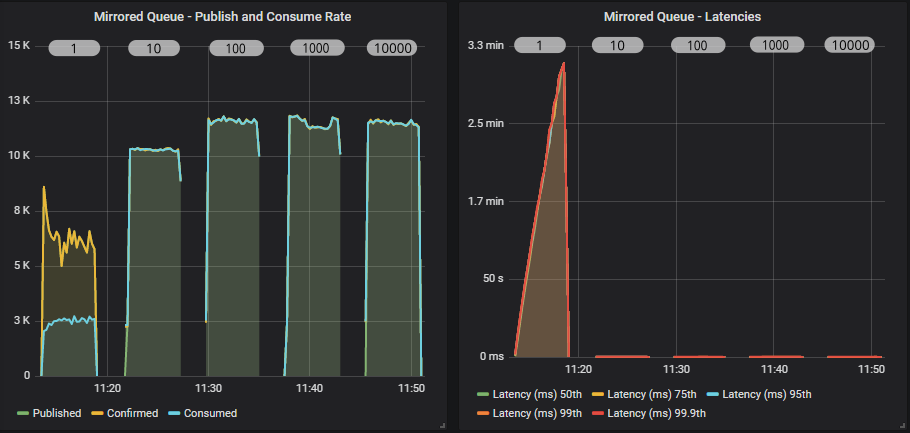 Mirrored Queue - Publish and Consume Rate
15 K
1 10 100 1000 10000
13 K
10 K
8 K
5 K
3 K
0
11:20 11:30 11:40 11:50
Published Confirmed Consumed
Mirrored Queue - Latencies
3.3 min
1 10 100 1000 10000
2.5 min
1.7 min
50 s
0 ms
11:20 11:30 11:40 11:50
Latency (ms) 50th Latency (ms) 75th Latency (ms) 95th
Latency (ms) 99th Latency (ms) 99.9th